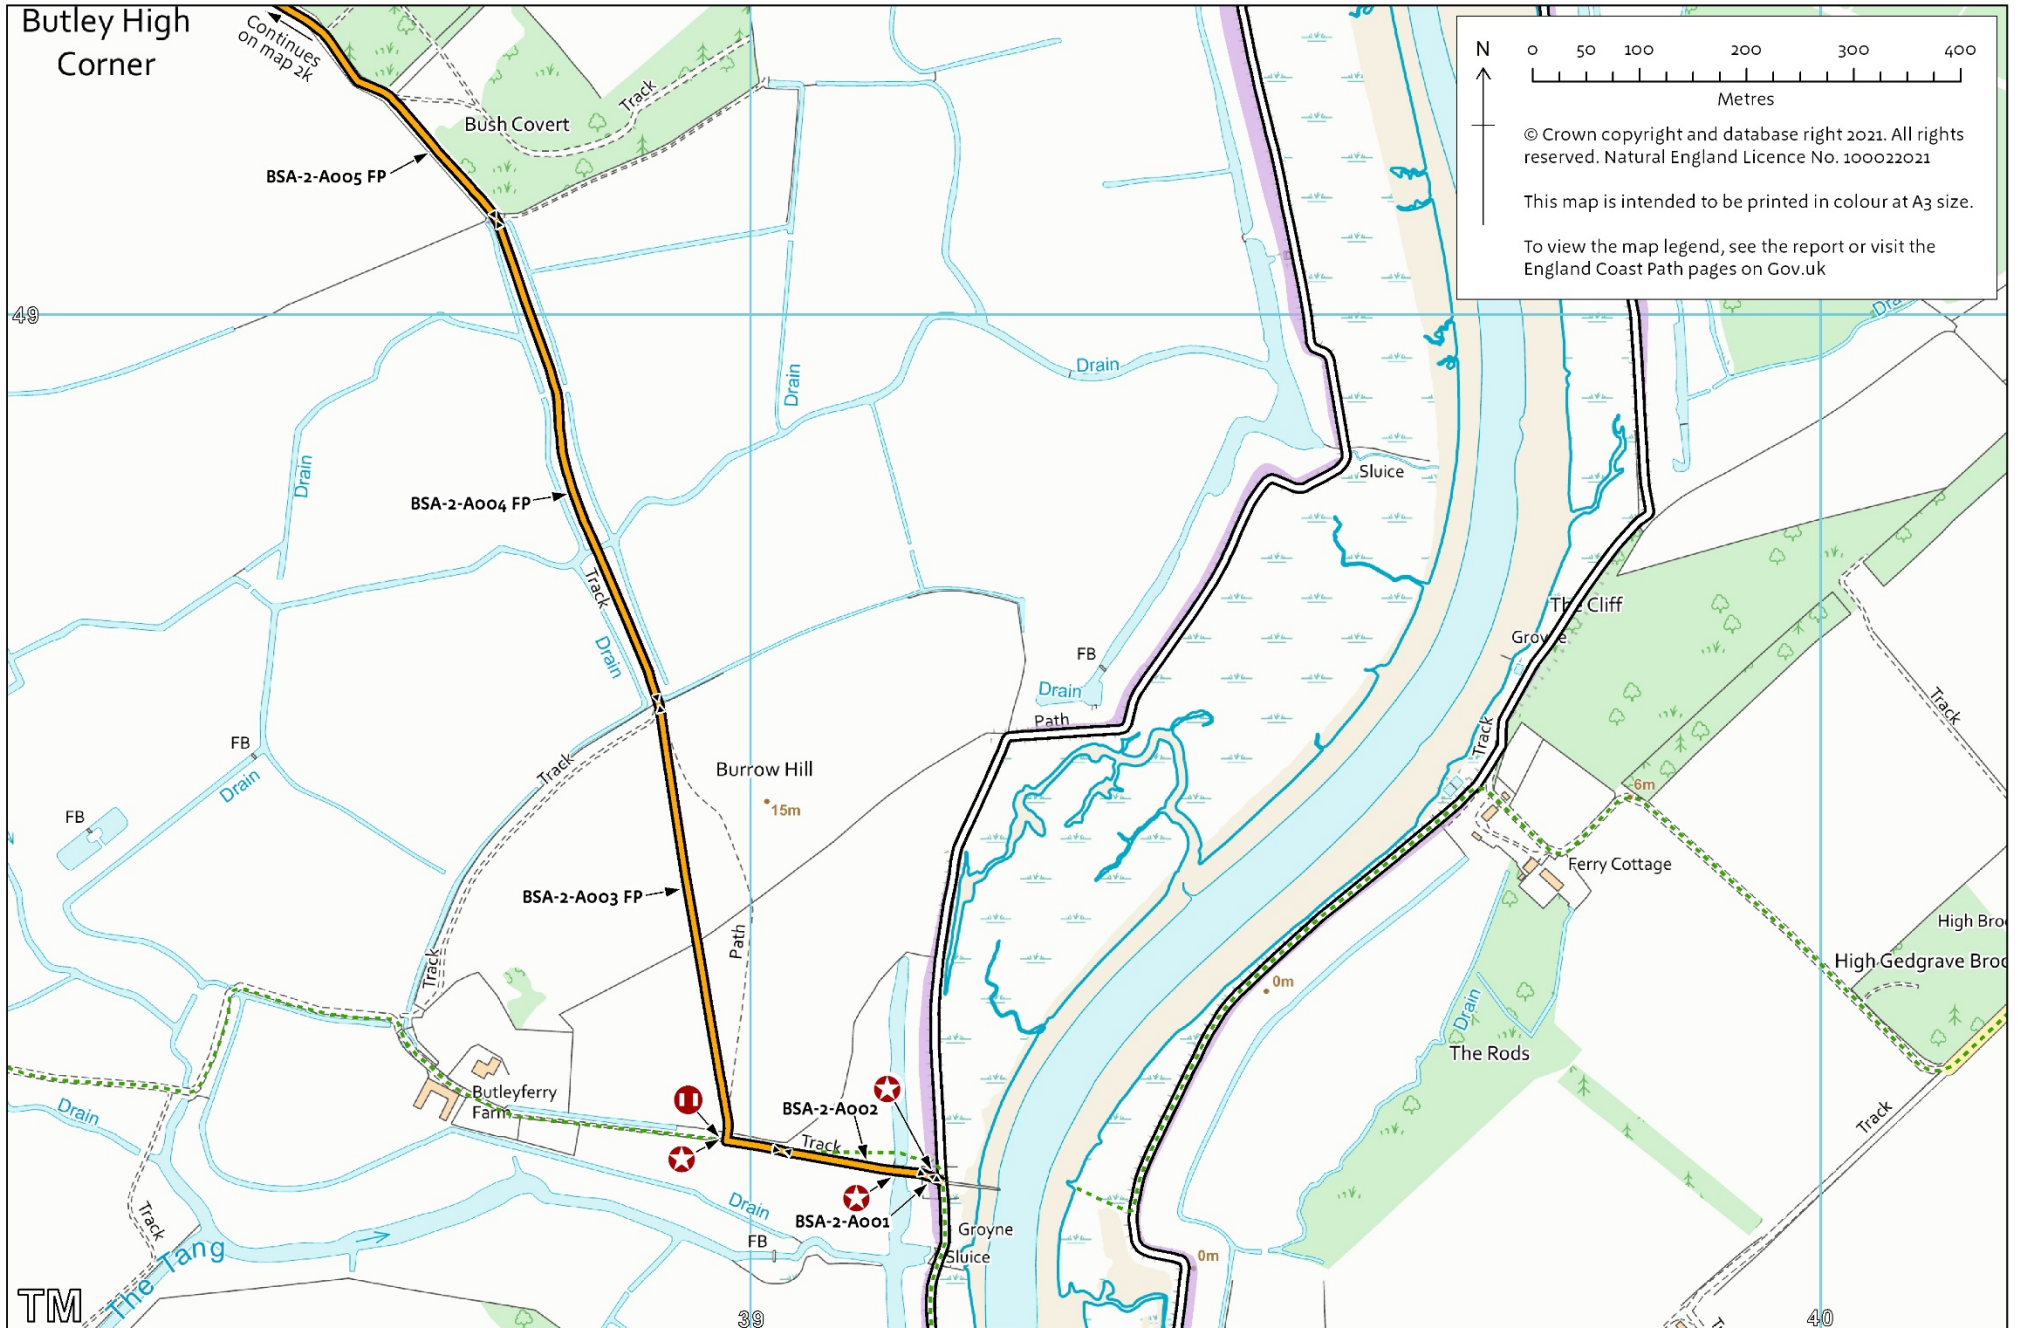 Butley High
Corner
Continues
on map 2k
Track
Bush Covert
BSA-2-A005 FP
N
0 50 100 200 300 400
Metres
© Crown copyright and database right 2021. All rights
reserved. Natural England Licence No. 100022021
This map is intended to be printed in colour at A3 size.
To view the map legend, see the report or visit the
England Coast Path pages on Gov.uk
49
Drain
Drain
Drain
Sluice
BSA-2-A004 FP
Track
Drain
The Cliff
Groyne
FB
Drain
Path
Track
Track
FB
Drain
Track
Burrow Hill
15m
6m
FB
Ferry Cottage
BSA-2-A003 FP
High Broo
High Gedgrave Broo
Path
Track
0m
Drain
The Rods
Butleyferry
Farm
Drain
BSA-2-A002
Track
Track
BSA-2-A001
Drain
Track
FB
Groyne
Sluice
0m
The Tang
TM
39
40